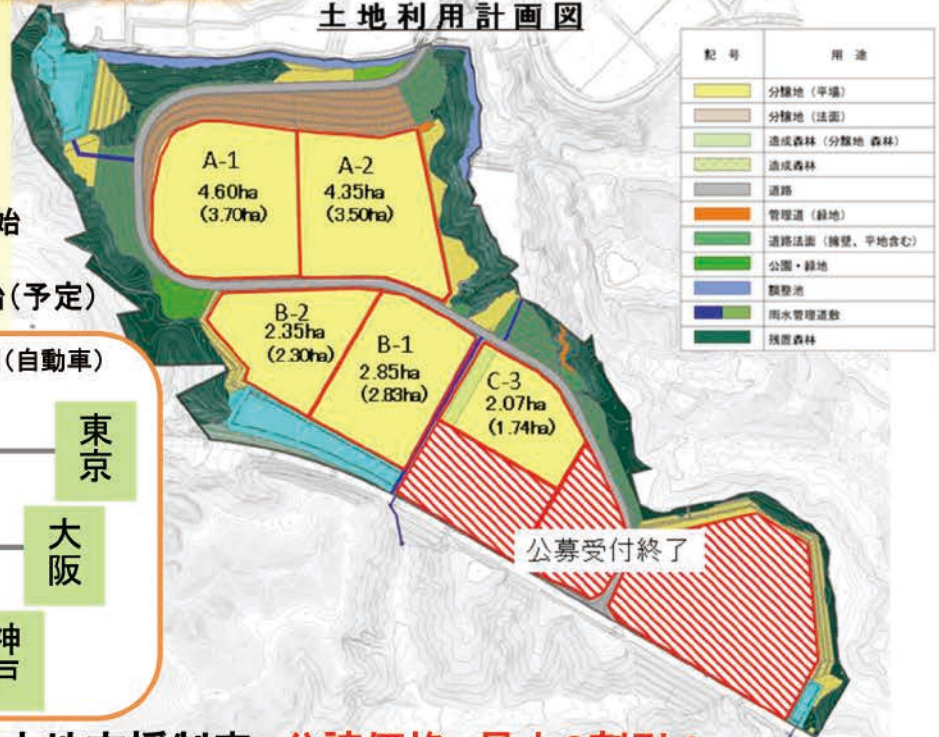 土地利用計画図
記 号 用 途
分譲地（平場）
分譲地（法面）
造成森林（分譲地 森林）
造成森林
道路
管理道（緑地）
道路法面（擁壁、平地含む）
公園・緑地
調整池
雨水管理道敷
残置森林
A-1
4.60ha
(3.70ha)
A-2
4.35ha
(3.50ha)
B-2
2.35ha
(2.30ha)
B-1
2.85ha
(2.83ha)
C-3
2.07ha
(1.74ha)
公募受付終了
始
(予定)
(自動車)
東京
大阪
神戸